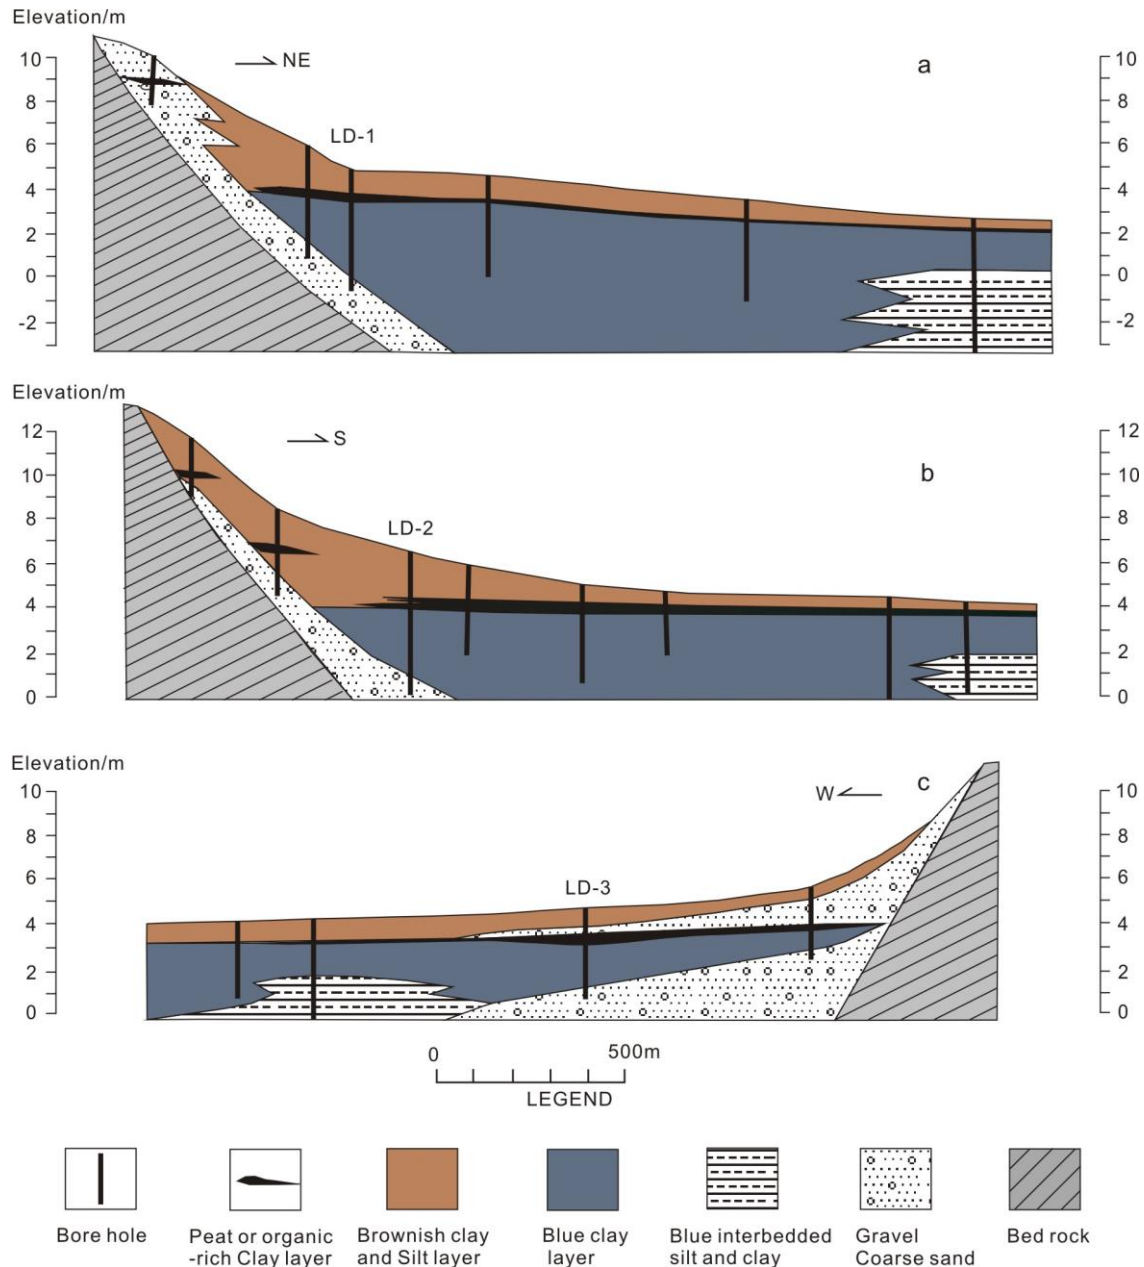 Elevation/m
10
8
6
4
2
0
-2
NE
a
LD-1
10
8
6
4
2
0
-2
Elevation/m
12
10
8
6
4
2
0
S
b
LD-2
12
10
8
6
4
2
0
Elevation/m
10
8
6
4
2
0
W
c
LD-3
10
8
6
4
2
0
0 500m
LEGEND
Bore hole
Peat or organic
-rich Clay layer
Brownish clay
and Silt layer
Blue clay
layer
Blue interbedded
silt and clay
Gravel
Coarse sand
Bed rock